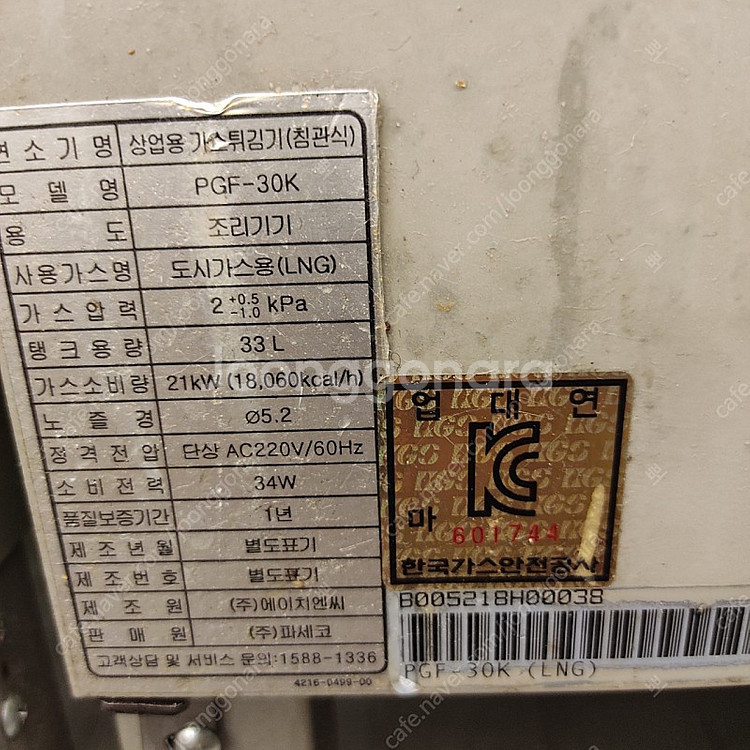 연 소 기 명 상업용 가스튀김기(침관식)
모 델 명 PGF-30K
용 도 조리기기
사용가스명 도시가스용(LNG)
가 스 압 력 2 +0.5 -1.0 kPa
탱 크 용 량 33 L
가스소비량 21kW (18,060kcal/h)
노 즐 경 ø5.2
정 격 전 압 단상 AC220V/60Hz
소 비 전 력 34W
품질보증기간 1년
제 조 년 월 별도표기
제 조 번 호 별도표기
제 조 원 (주)에이치엔씨
판 매 원 (주)파세코
고객상담 및 서비스 문의:1588-1336
4216-0499-00
업 대 연
KGS
KC
마 601744
한국가스안전공사
B005218H00038
PGF-30K (LNG)
loonggonara
cafe.naver.com/loonggonara